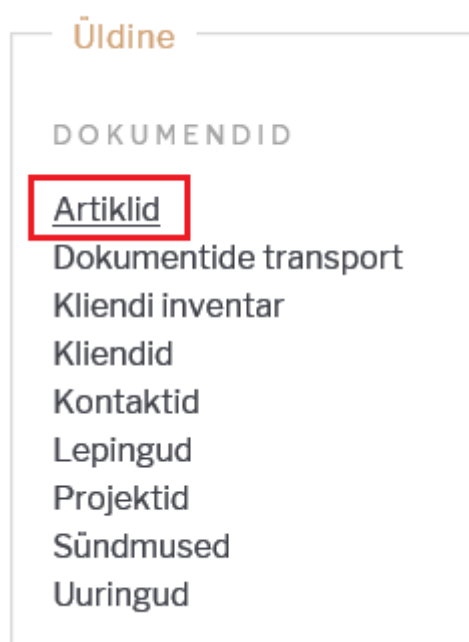 Üldine
DOKUMENDID
Artiklid
Dokumentide transport
Kliendi inventar
Kliendid
Kontaktid
Lepingud
Projektid
Sündmused
Uuringud